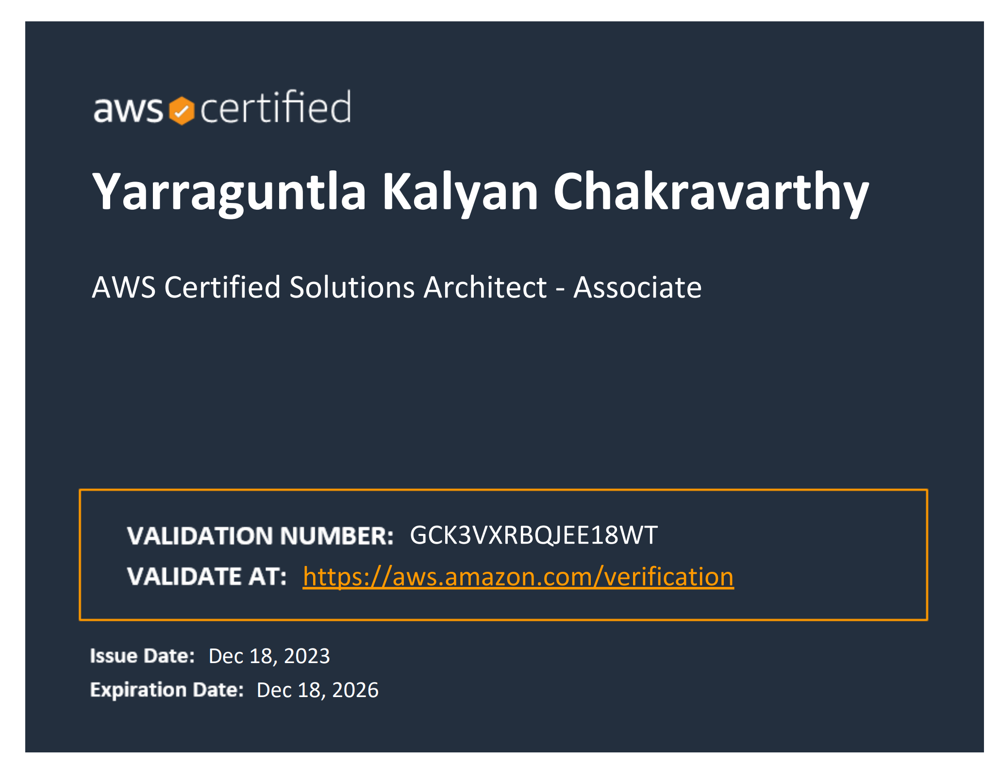 aws certified
Yarraguntla Kalyan Chakravarthy
AWS Certified Solutions Architect - Associate
VALIDATION NUMBER: GCK3VXRBQJEE18WT
VALIDATE AT: https://aws.amazon.com/verification
Issue Date: Dec 18, 2023
Expiration Date: Dec 18, 2026